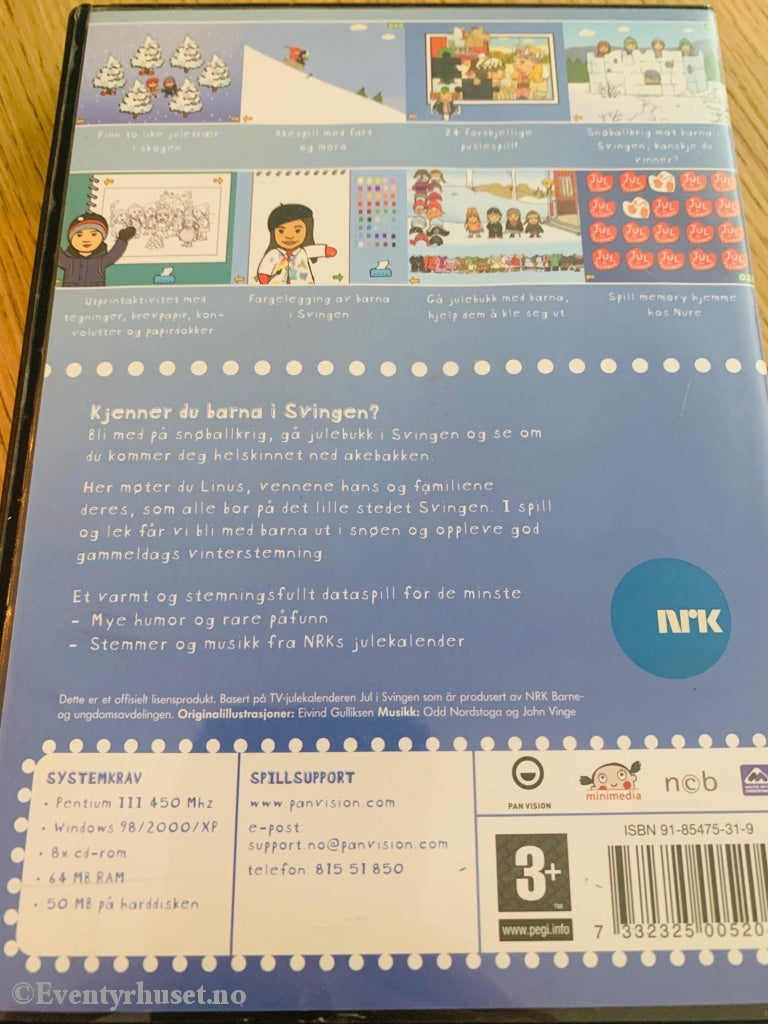 Finn to like juletrær
i skogen
Akespill med fart
og moro
24 forskjellige
puslespill!
Snøballkrig mot barna i
Svingen, kanskje du
vinner?
JUL
Utprintaktivitet med
tegninger, brevpapir, kon-
volutter og papirdokker
Fargelegging av barna
i Svingen
Gå julebukk med barna,
hjelp dem å kle seg ut
Spill memory hjemme
hos Nure
Kjenner du barna i Svingen?
Bli med på snøballkrig, gå julebukk i Svingen og se om
du kommer deg helskinnet ned akebakken.
Her møter du Linus, vennene hans og familiene
deres, som alle bor på det lille stedet Svingen. I spill
og lek får vi bli med barna ut i snøen og oppleve god
gammeldags vinterstemning.
Et varmt og stemningsfullt dataspill for de minste
- Mye humor og rare påfunn
- Stemmer og musikk fra NRKs julekalender
NRK
Dette er et offisielt lisensprodukt. Basert på TV-julekalenderen Jul i Svingen som er produsert av NRK Barne-
og ungdomsavdelingen. Originalillustrasjoner: Eivind Gulliksen Musikk: Odd Nordstoga og John Vinge
SYSTEMKRAV
• Pentium III 450 Mhz
• Windows 98/2000/XP
• 8x cd-rom
• 64 MB RAM
• 50 MB på harddisken
SPILLSUPPORT
www.panvision.com
e-post:
support.no@panvision.com
telefon: 815 51 850
PAN VISION
minimedia
ncb
3+
www.pegi.info
ISBN 91-85475-31-9
7 332325 00520
©Eventyrhuset.no